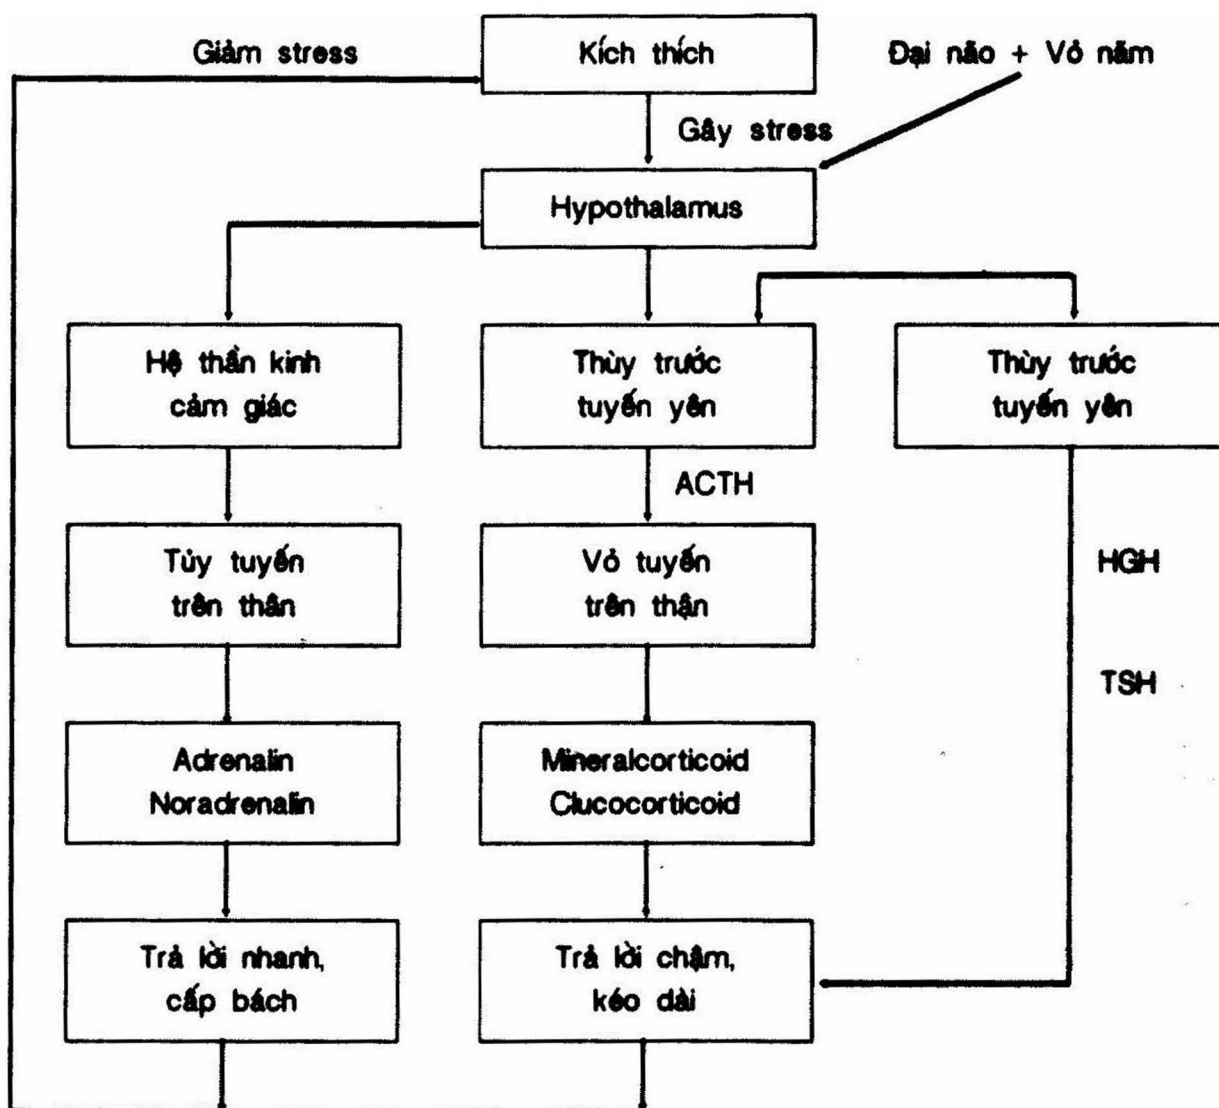 Giảm stress
Kích thích
Đại não + Vỏ năm
Gây stress
Hypothalamus
Hệ thần kinh
cảm giác
Thùy trước
tuyến yên
Thùy trước
tuyến yên
ACTH
Tủy tuyến
trên thân
Vỏ tuyến
trên thận
HGH
TSH
Adrenalin
Noradrenalin
Mineralcorticoid
Clucocorticoid
Trả lời nhanh,
cấp bách
Trả lời chậm,
kéo dài